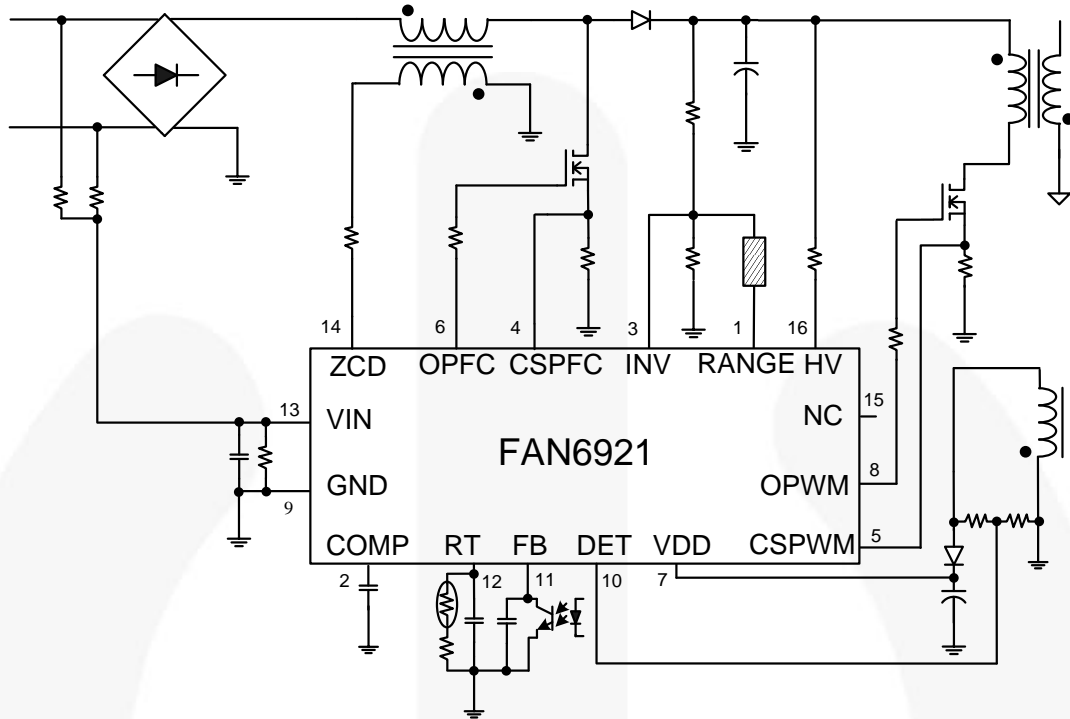 14 6 4 3 1 16
ZCD OPFC CSPFC INV RANGE HV
13 VIN NC 15
FAN6921
GND OPWM 8
9
COMP RT FB DET VDD CSPWM 5
2 12 11 10 7